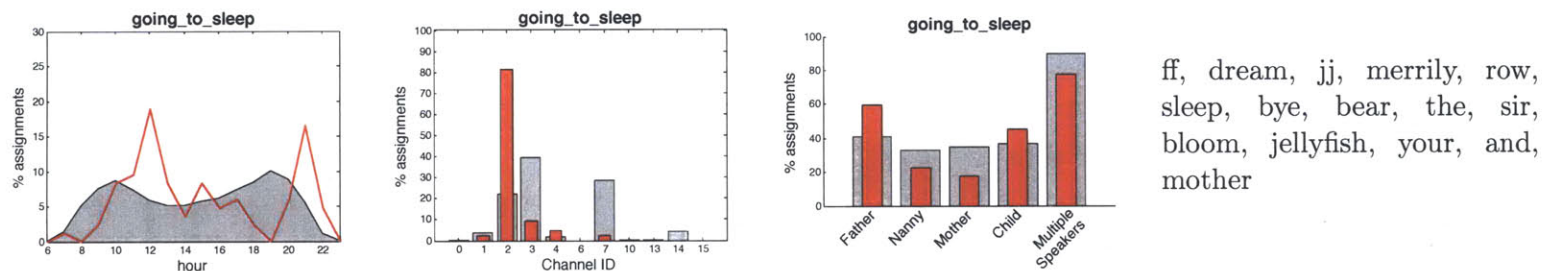 going_to_sleep
30
25
20
15
10
5
0
% assignments
6 8 10 12 14 16 18 20 22
hour
going_to_sleep
100
90
80
70
60
50
40
30
20
10
0
% assignments
0 1 2 3 4 6 7 10 13 14 15
Channel ID
going_to_sleep
100
80
60
40
20
0
% assignments
Father
Nanny
Mother
Child
Multiple
Speakers
ff, dream, jj, merrily, row,
sleep, bye, bear, the, sir,
bloom, jellyfish, your, and,
mother